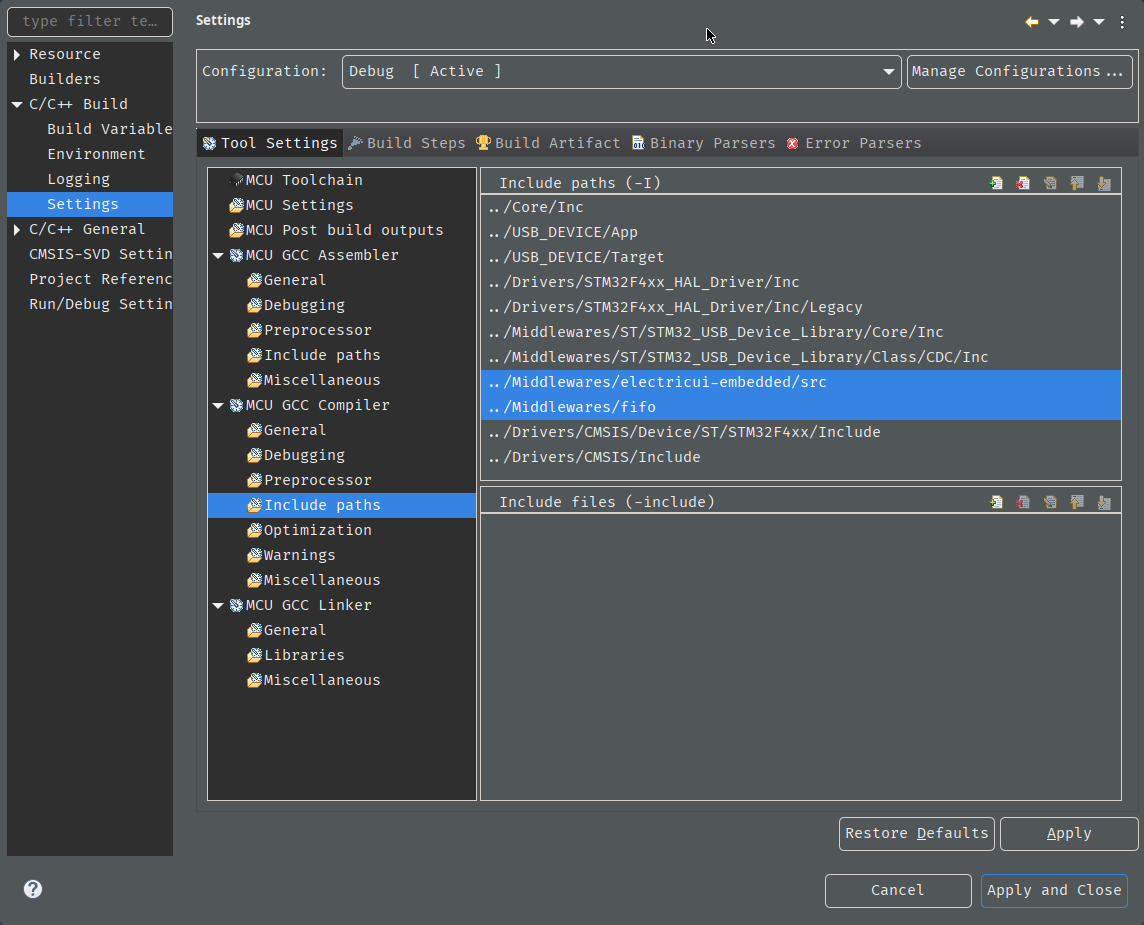 type filter te…
Settings
Resource
Builders
C/C++ Build
Build Variable
Environment
Logging
Settings
C/C++ General
CMSIS-SVD Settin
Project Referenc
Run/Debug Settin
Configuration:
Debug [ Active ]
Manage Configurations...
Tool Settings
Build Steps
Build Artifact
Binary Parsers
Error Parsers
MCU Toolchain
MCU Settings
MCU Post build outputs
MCU GCC Assembler
General
Debugging
Preprocessor
Include paths
Miscellaneous
MCU GCC Compiler
General
Debugging
Preprocessor
Include paths
Optimization
Warnings
Miscellaneous
MCU GCC Linker
General
Libraries
Miscellaneous
Include paths (-I)
../Core/Inc
../USB_DEVICE/App
../USB_DEVICE/Target
../Drivers/STM32F4xx_HAL_Driver/Inc
../Drivers/STM32F4xx_HAL_Driver/Inc/Legacy
../Middlewares/ST/STM32_USB_Device_Library/Core/Inc
../Middlewares/ST/STM32_USB_Device_Library/Class/CDC/Inc
../Middlewares/electricui-embedded/src
../Middlewares/fifo
../Drivers/CMSIS/Device/ST/STM32F4xx/Include
../Drivers/CMSIS/Include
Include files (-include)
Restore Defaults
Apply
Cancel
Apply and Close